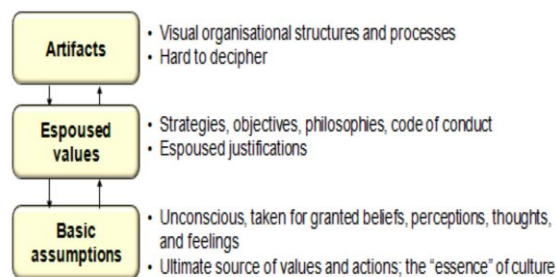 Artifacts
• Visual organisational structures and processes
• Hard to decipher
Espoused
values
• Strategies, objectives, philosophies, code of conduct
• Espoused justifications
Basic
assumptions
• Unconscious, taken for granted beliefs, perceptions, thoughts,
and feelings
• Ultimate source of values and actions; the “essence” of culture